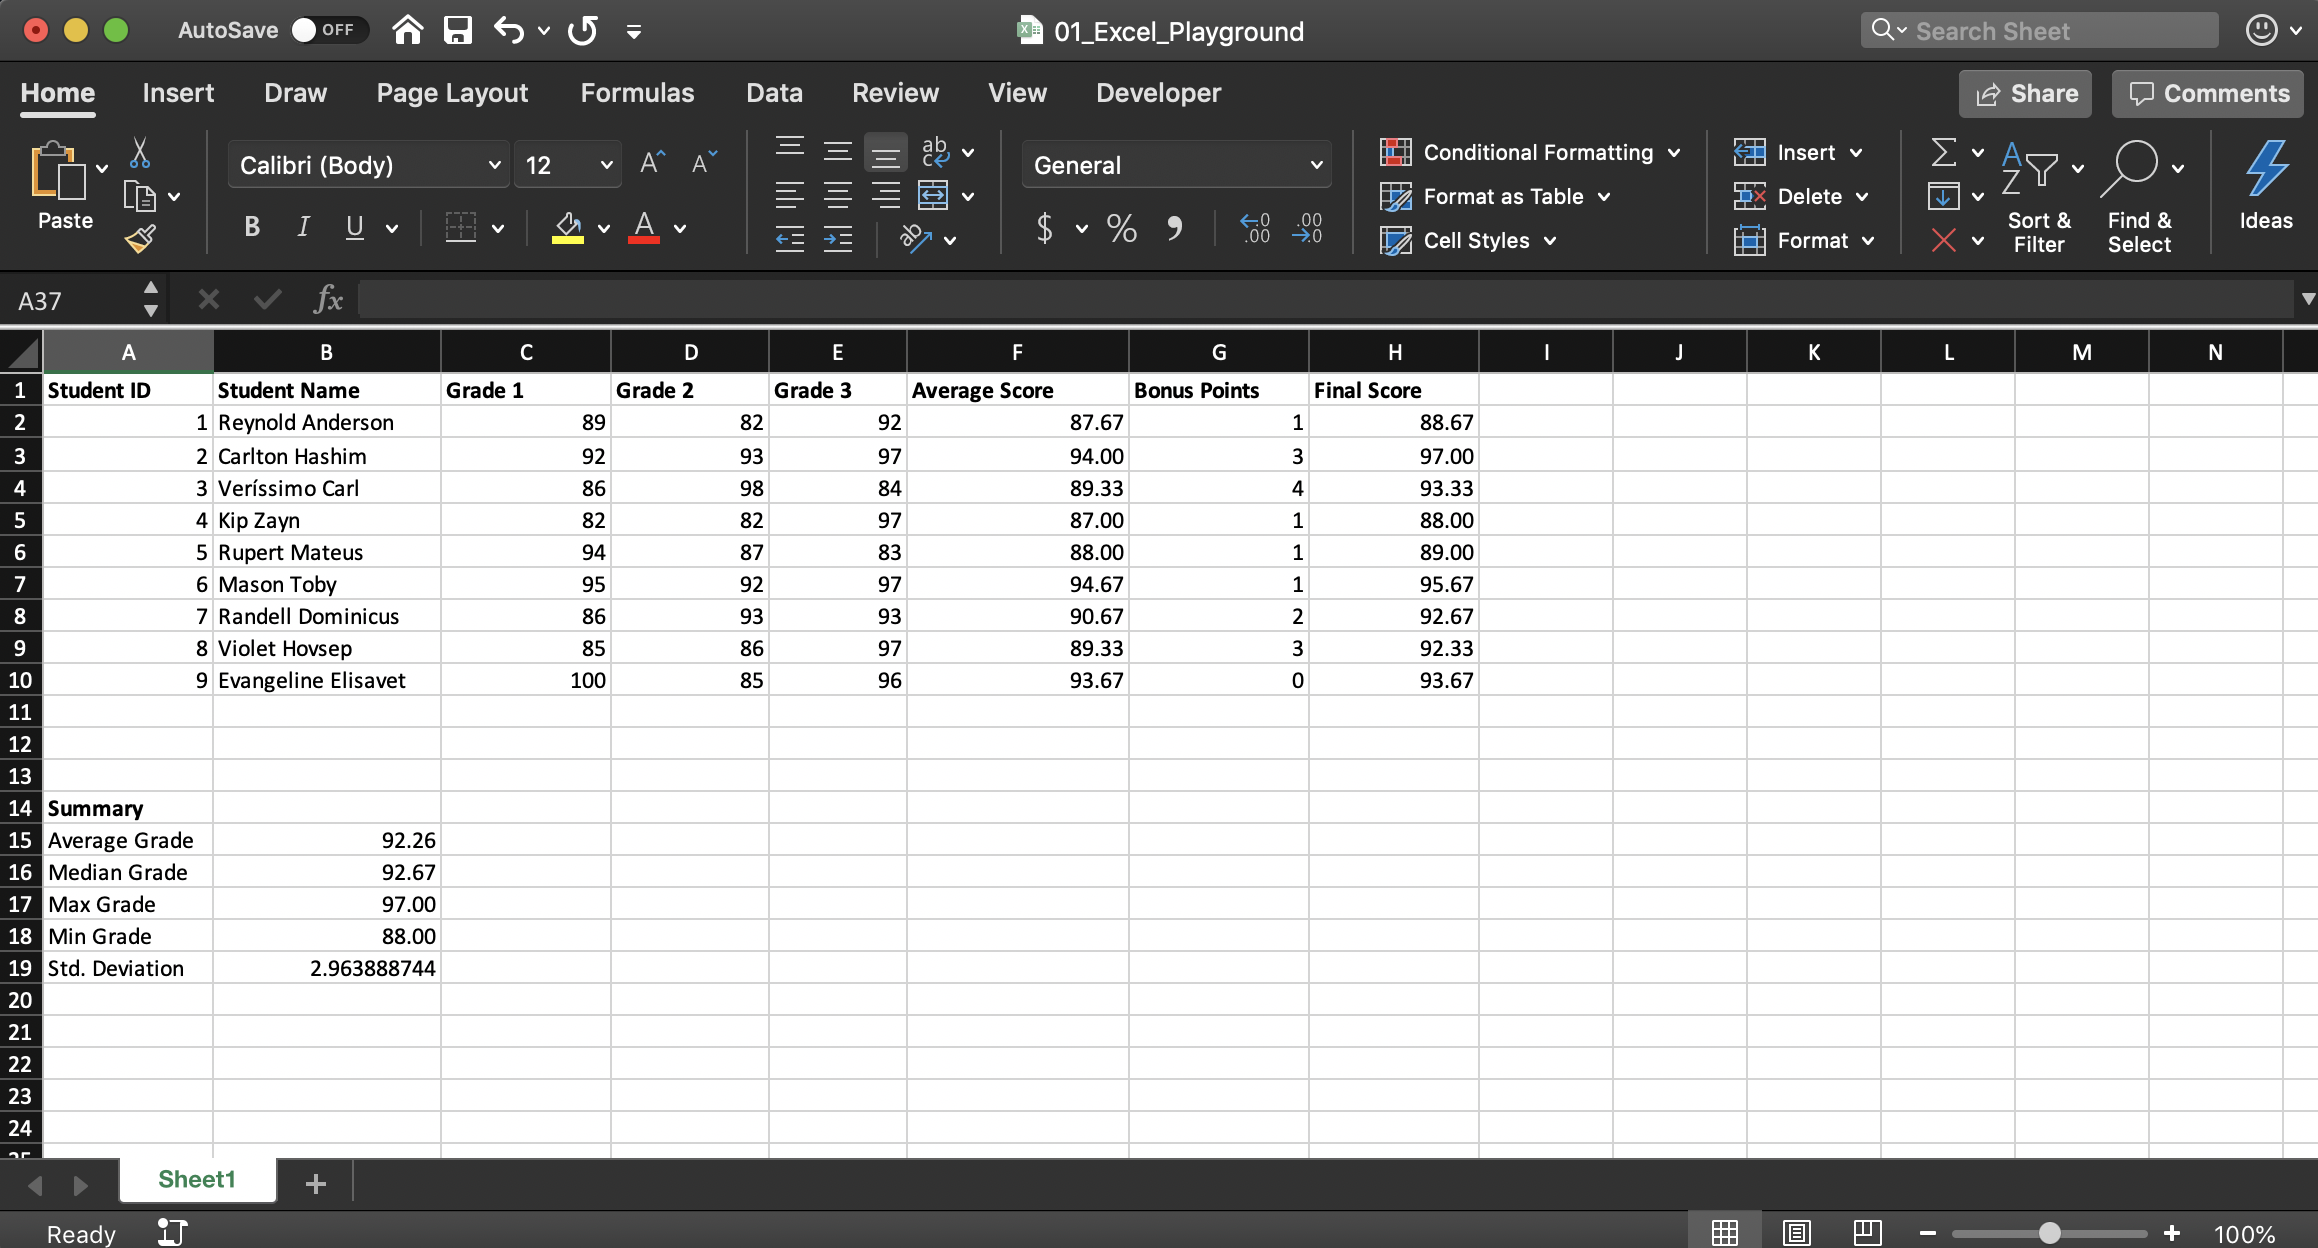 AutoSave OFF 01_Excel_Playground Search Sheet
Home Insert Draw Page Layout Formulas Data Review View Developer Share Comments
Paste Calibri (Body) 12 A A ab c General Conditional Formatting Insert A Z Sort & Filter Find & Select Ideas
Format as Table Delete
B I U A ab $ % , .0 .00 .00 .0 Cell Styles Format
A37 fx
A B C D E F G H I J K L M N
1 Student ID Student Name Grade 1 Grade 2 Grade 3 Average Score Bonus Points Final Score
2 1 Reynold Anderson 89 82 92 87.67 1 88.67
3 2 Carlton Hashim 92 93 97 94.00 3 97.00
4 3 Veríssimo Carl 86 98 84 89.33 4 93.33
5 4 Kip Zayn 82 82 97 87.00 1 88.00
6 5 Rupert Mateus 94 87 83 88.00 1 89.00
7 6 Mason Toby 95 92 97 94.67 1 95.67
8 7 Randell Dominicus 86 93 93 90.67 2 92.67
9 8 Violet Hovsep 85 86 97 89.33 3 92.33
10 9 Evangeline Elisavet 100 85 96 93.67 0 93.67
11
12
13
14 Summary
15 Average Grade 92.26
16 Median Grade 92.67
17 Max Grade 97.00
18 Min Grade 88.00
19 Std. Deviation 2.963888744
20
21
22
23
24
25
Sheet1 +
Ready 100%